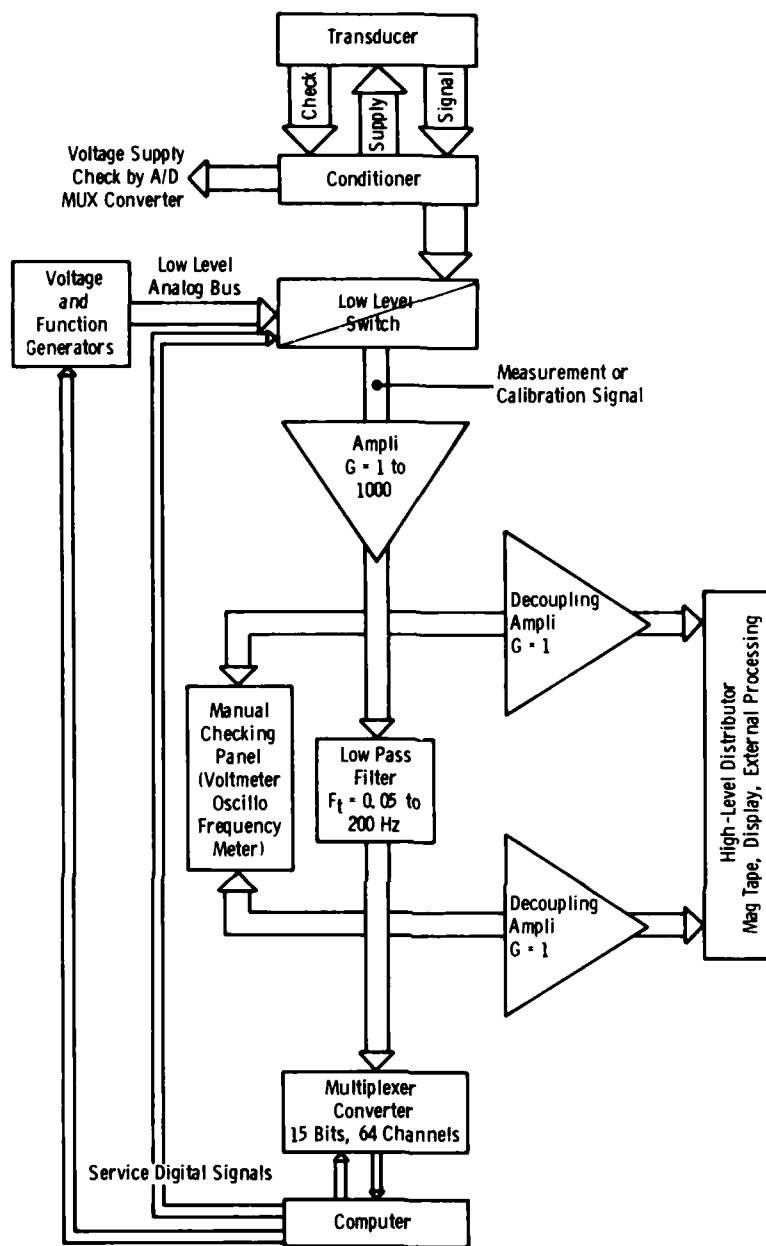 Transducer
Check
Supply
Signal
Voltage Supply
Check by A/D
MUX Converter
Conditioner
Voltage
and
Function
Generators
Low Level
Analog Bus
Low Level
Switch
Measurement or
Calibration Signal
Ampli
G = 1 to
1000
Decoupling
Ampli
G = 1
Manual
Checking
Panel
(Voltmeter
Oscillo
Frequency
Meter)
Low Pass
Filter
Ft = 0.05 to
200 Hz
High-Level Distributor
Mag Tape, Display, External Processing
Decoupling
Ampli
G = 1
Multiplexer
Converter
15 Bits, 64 Channels
Service Digital Signals
Computer